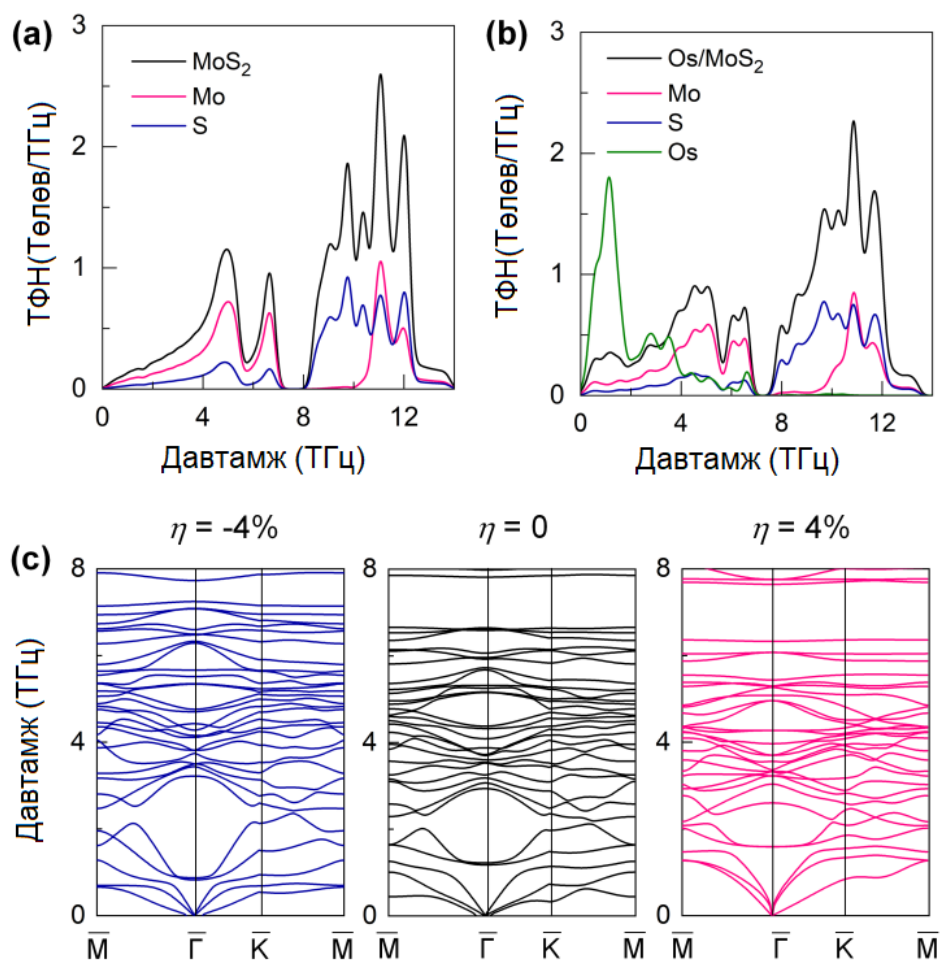 (a)
3
2
1
0
ТФН(Төлөв/ТГц)
MoS₂
Mo
S
0 4 8 12
Давтамж (ТГц)
(b)
3
2
1
0
ТФН(Төлөв/ТГц)
Os/MoS₂
Mo
S
Os
0 4 8 12
Давтамж (ТГц)
(c)
η = -4%
η = 0
η = 4%
Давтамж (ТГц)
8
4
0
M̅ Γ̅ K̅ M̅
8
4
0
M̅ Γ̅ K̅ M̅
8
4
0
M̅ Γ̅ K̅ M̅